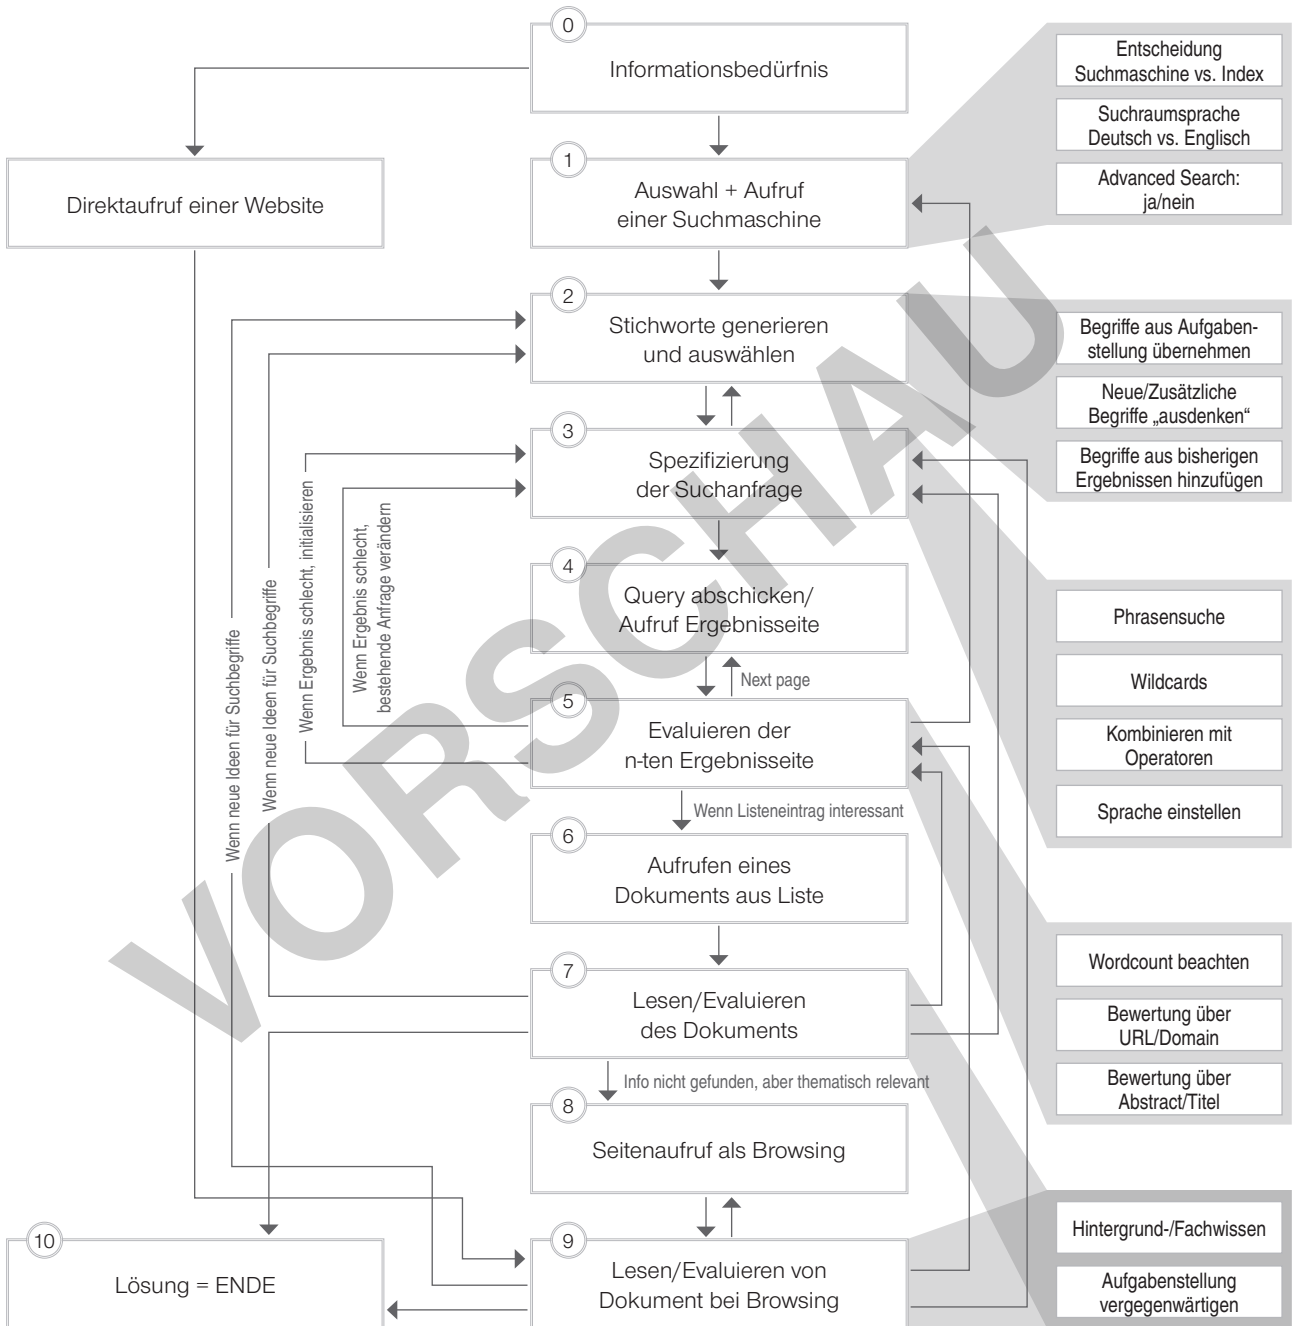 0
Informationsbedürfnis
Direktaufruf einer Website
1
Auswahl + Aufruf
einer Suchmaschine
Entscheidung
Suchmaschine vs. Index
Suchraumsprache
Deutsch vs. Englisch
Advanced Search:
ja/nein
2
Stichworte generieren
und auswählen
Begriffe aus Aufgaben-
stellung übernehmen
Neue/Zusätzliche
Begriffe „ausdenken“
Begriffe aus bisherigen
Ergebnissen hinzufügen
3
Spezifizierung
der Suchanfrage
Phrasensuche
Wildcards
Kombinieren mit
Operatoren
Sprache einstellen
Wenn neue Ideen für Suchbegriffe
Wenn neue Ideen für Suchbegriffe
Wenn Ergebnis schlecht, initialisieren
Wenn Ergebnis schlecht,
bestehende Anfrage verändern
4
Query abschicken/
Aufruf Ergebnisseite
Next page
5
Evaluieren der
n-ten Ergebnisseite
Wenn Listeneintrag interessant
Wordcount beachten
Bewertung über
URL/Domain
Bewertung über
Abstract/Titel
6
Aufrufen eines
Dokuments aus Liste
7
Lesen/Evaluieren
des Dokuments
Info nicht gefunden, aber thematisch relevant
8
Seitenaufruf als Browsing
9
Lesen/Evaluieren von
Dokument bei Browsing
Hintergrund-/Fachwissen
Aufgabenstellung
vergegenwärtigen
10
Lösung = ENDE
VORSCHAU